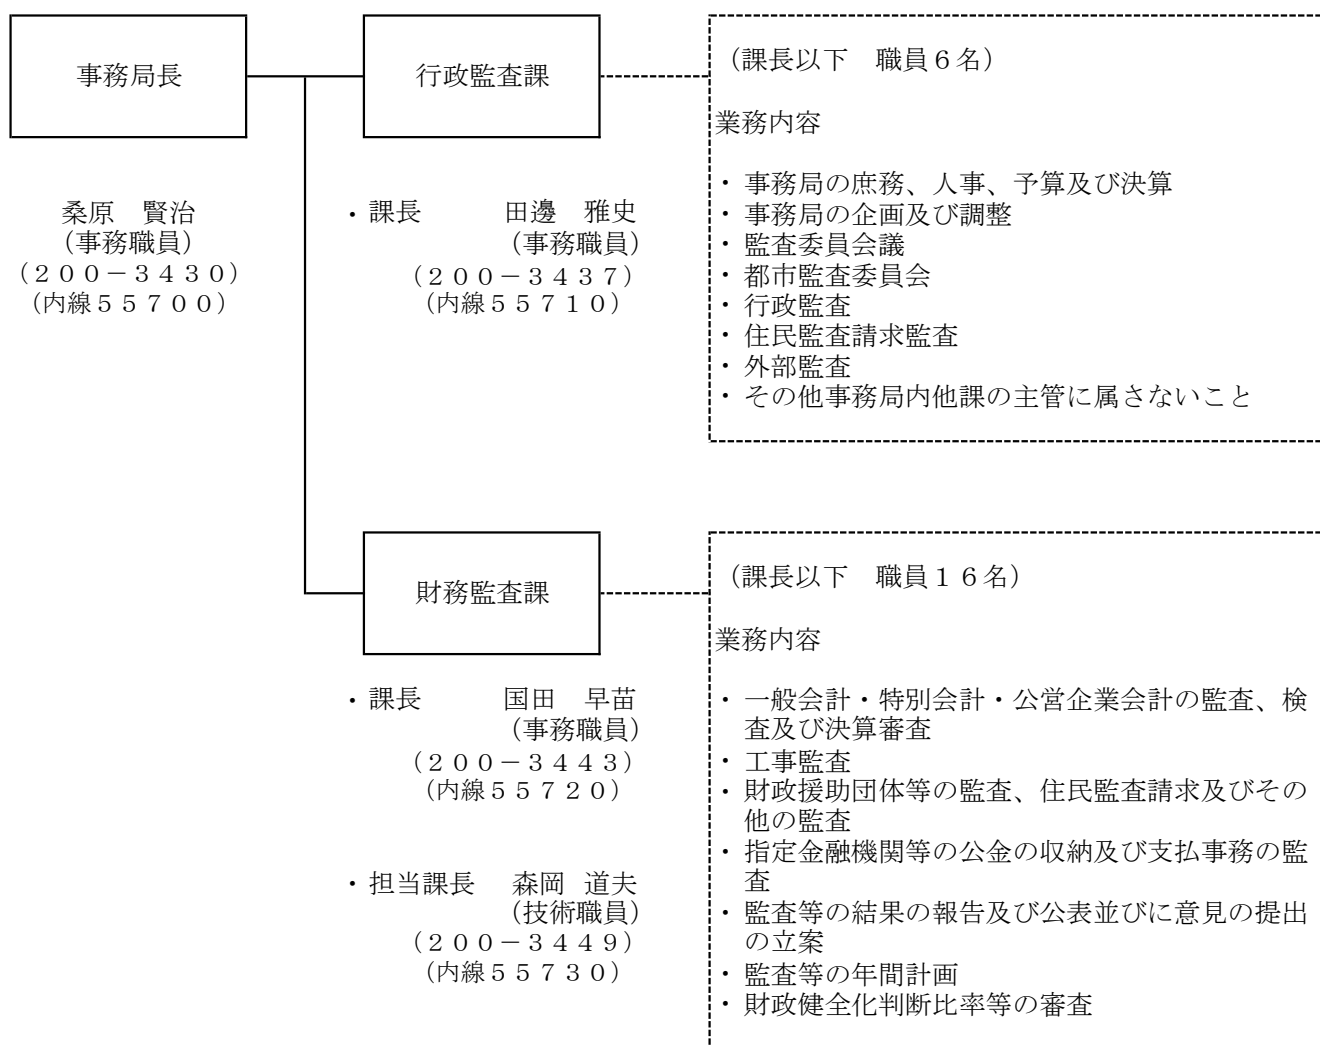 事務局長
桑原　賢治
(事務職員)
(２００－３４３０)
(内線５５７００)
行政監査課
・課長　　　田邊　雅史
(事務職員)
(２００－３４３７)
(内線５５７１０)
(課長以下　職員６名)
業務内容
・ 事務局の庶務、人事、予算及び決算
・ 事務局の企画及び調整
・ 監査委員会議
・ 都市監査委員会
・ 行政監査
・ 住民監査請求監査
・ 外部監査
・ その他事務局内他課の主管に属さないこと
財務監査課
・課長　　　国田　早苗
(事務職員)
(２００－３４４３)
(内線５５７２０)
・担当課長　森岡　道夫
(技術職員)
(２００－３４４９)
(内線５５７３０)
(課長以下　職員１６名)
業務内容
・ 一般会計・特別会計・公営企業会計の監査、検
査及び決算審査
・ 工事監査
・ 財政援助団体等の監査、住民監査請求及びその
他の監査
・ 指定金融機関等の公金の収納及び支払事務の監
査
・ 監査等の結果の報告及び公表並びに意見の提出
の立案
・ 監査等の年間計画
・ 財政健全化判断比率等の審査